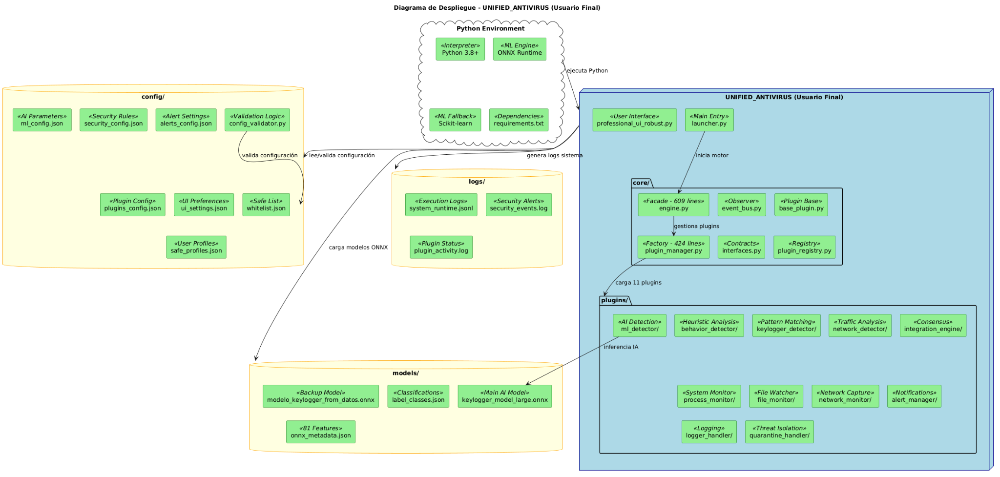 Diagrama de Despliegue - UNIFIED_ANTIVIRUS (Usuario Final)
Python Environment
«Interpreter»
Python 3.8+
«ML Engine»
ONNX Runtime
«ML Fallback»
Scikit-learn
«Dependencies»
requirements.txt
ejecuta Python
config/
«AI Parameters»
ml_config.json
«Security Rules»
security_config.json
«Alert Settings»
alerts_config.json
«Validation Logic»
config_validator.py
valida configuración
lee/valida configuración
«Plugin Config»
plugins_config.json
«UI Preferences»
ui_settings.json
«Safe List»
whitelist.json
«User Profiles»
safe_profiles.json
genera logs sistema
logs/
«Execution Logs»
system_runtime.jsonl
«Security Alerts»
security_events.log
«Plugin Status»
plugin_activity.log
carga modelos ONNX
UNIFIED_ANTIVIRUS (Usuario Final)
«User Interface»
professional_ui_robust.py
«Main Entry»
launcher.py
inicia motor
core/
«Facade - 609 lines»
engine.py
«Observer»
event_bus.py
«Plugin Base»
base_plugin.py
gestiona plugins
«Factory - 424 lines»
plugin_manager.py
«Contracts»
interfaces.py
«Registry»
plugin_registry.py
carga 11 plugins
plugins/
«AI Detection»
ml_detector/
«Heuristic Analysis»
behavior_detector/
«Pattern Matching»
keylogger_detector/
«Traffic Analysis»
network_detector/
«Consensus»
integration_engine/
inferencia IA
«System Monitor»
process_monitor/
«File Watcher»
file_monitor/
«Network Capture»
network_monitor/
«Notifications»
alert_manager/
«Logging»
logger_handler/
«Threat Isolation»
quarantine_handler/
models/
«Backup Model»
modelo_keylogger_from_datos.onnx
«Classifications»
label_classes.json
«Main AI Model»
keylogger_model_large.onnx
«81 Features»
onnx_metadata.json